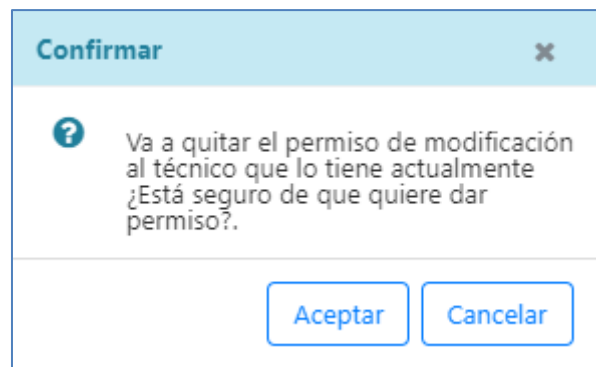 Confirmar
Va a quitar el permiso de modificación
al técnico que lo tiene actualmente
¿Está seguro de que quiere dar
permiso?.
Aceptar Cancelar